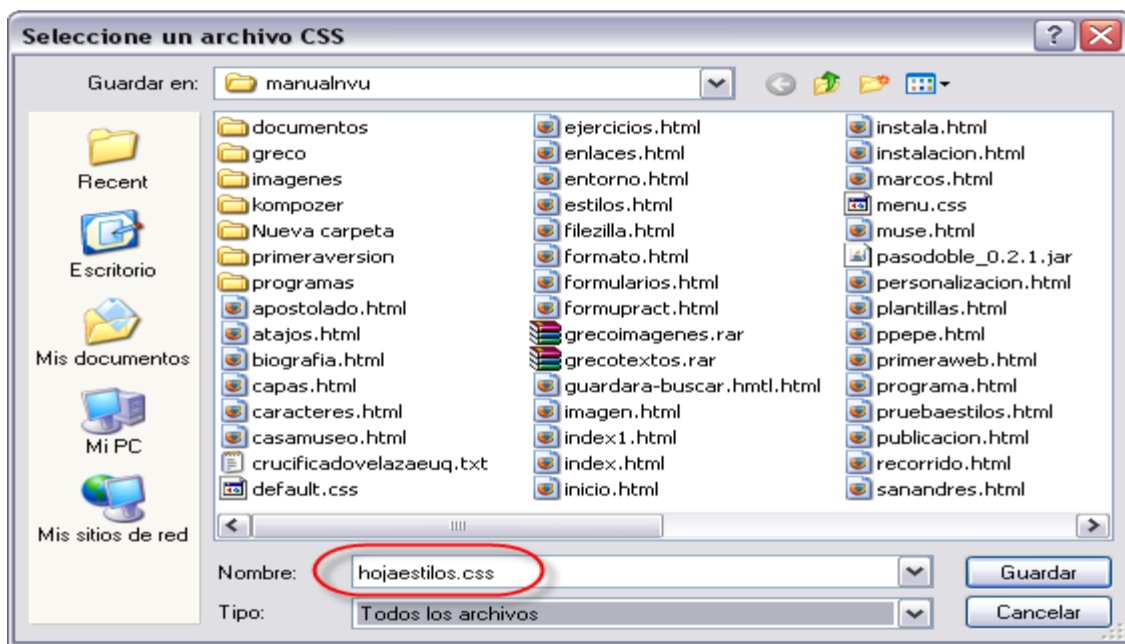 Seleccione un archivo CSS
Guardar en: manualnvu
Recent
Escritorio
Mis documentos
Mi PC
Mis sitios de red
documentos
greco
imagenes
kompozer
Nueva carpeta
primeraversion
programas
apostolado.html
atajos.html
biografia.html
capas.html
caracteres.html
casamuseo.html
crucificadovelazaeuq.txt
default.css
ejercicios.html
enlaces.html
entorno.html
estilos.html
filezilla.html
formato.html
formularios.html
formupract.html
grecoimagenes.rar
grecotextos.rar
guardara-buscar.hmtl.html
imagen.html
index1.html
index.html
inicio.html
instala.html
instalacion.html
marcos.html
menu.css
muse.html
pasodoble_0.2.1.jar
personalizacion.html
plantillas.html
ppepe.html
primeraweb.html
programa.html
pruebaestilos.html
publicacion.html
recorrido.html
sanandres.html
Nombre: hojaestilos.css Guardar
Tipo: Todos los archivos Cancelar